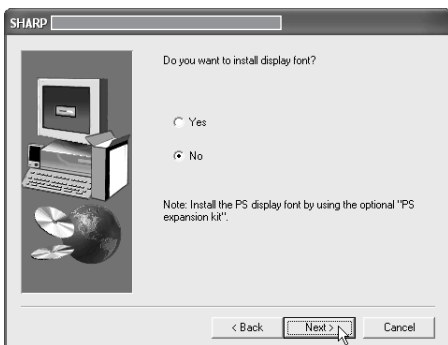 SHARP
Do you want to install display font?
Yes
No
Note: Install the PS display font by using the optional "PS
expansion kit".
< Back
Next >
Cancel